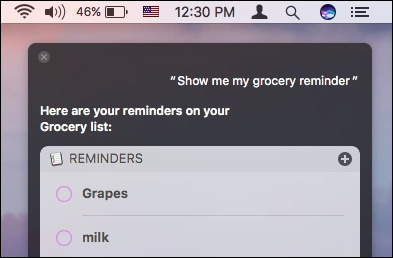 46% 12:30 PM
“Show me my grocery reminder”
Here are your reminders on your
Grocery list:
REMINDERS
Grapes
milk